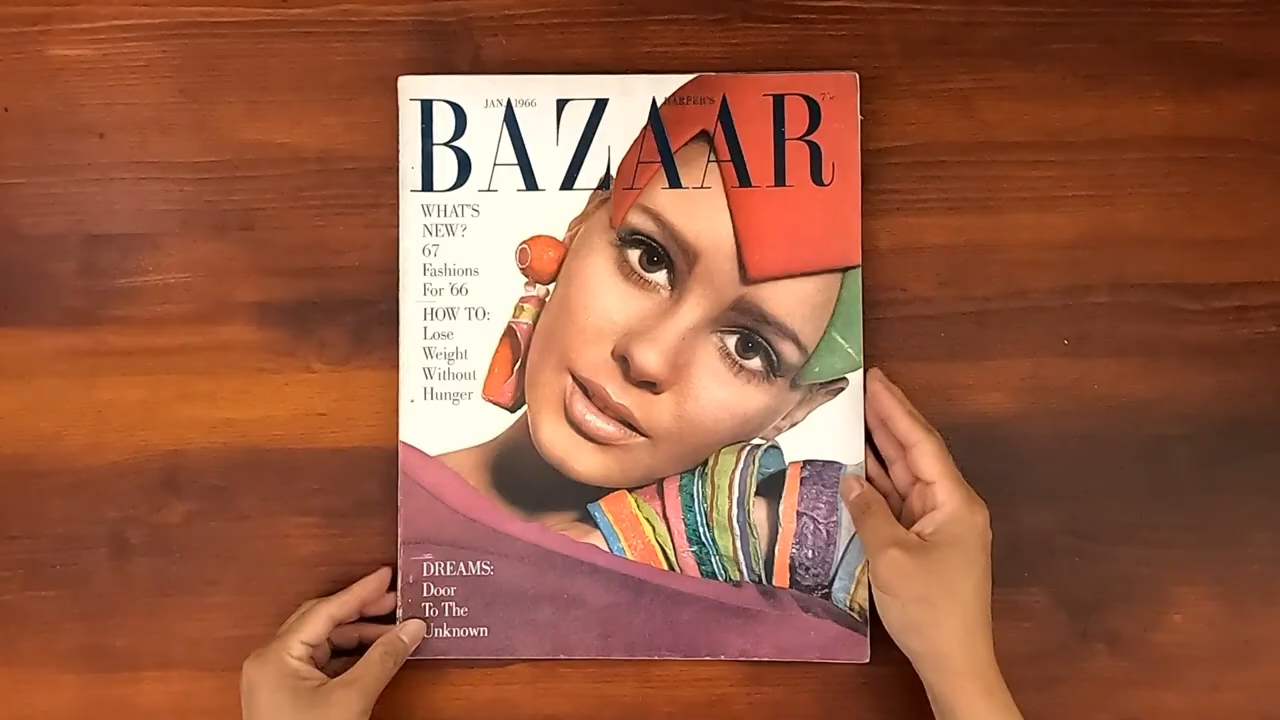 JAN. 1966
HARPER'S
BAZAAR
WHAT'S
NEW?
67
Fashions
For '66
HOW TO:
Lose
Weight
Without
Hunger
DREAMS:
Door
To The
Unknown